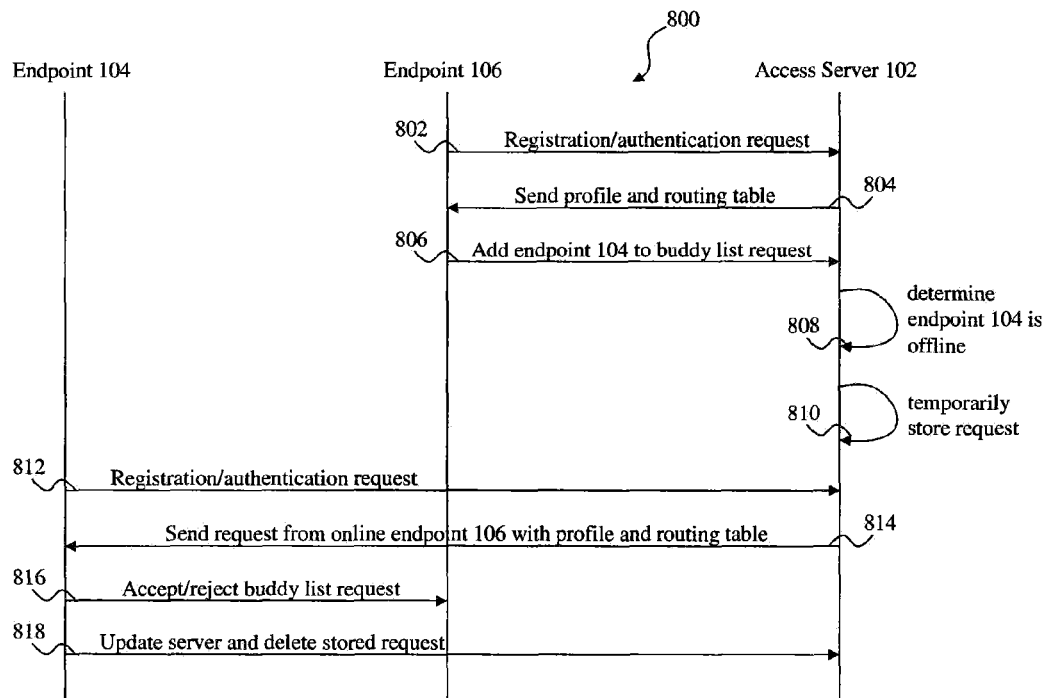 800
Endpoint 104
Endpoint 106
Access Server 102
802
Registration/authentication request
Send profile and routing table
804
806
Add endpoint 104 to buddy list request
determine
endpoint 104 is
offline
808
temporarily
store request
810
812
Registration/authentication request
Send request from online endpoint 106 with profile and routing table
814
816
Accept/reject buddy list request
818
Update server and delete stored request